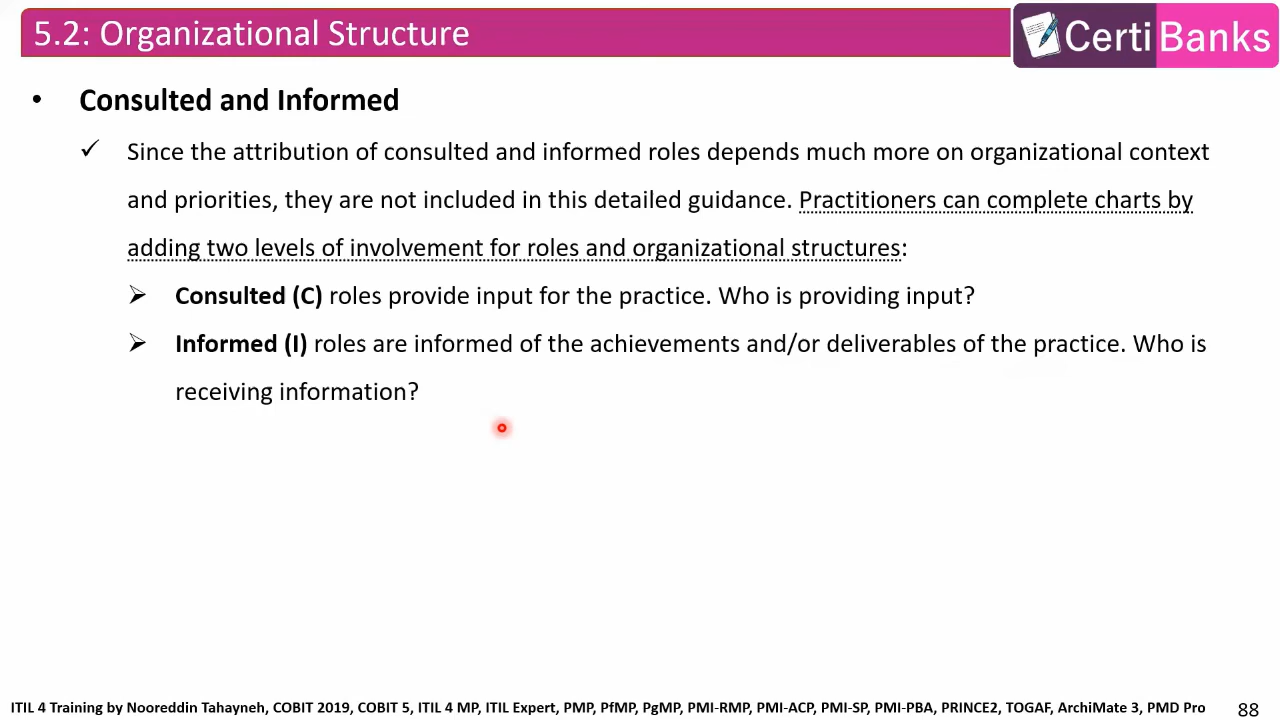 5.2: Organizational Structure
CertiBanks
• Consulted and Informed
✓ Since the attribution of consulted and informed roles depends much more on organizational context
and priorities, they are not included in this detailed guidance. Practitioners can complete charts by
adding two levels of involvement for roles and organizational structures:
➢ Consulted (C) roles provide input for the practice. Who is providing input?
➢ Informed (I) roles are informed of the achievements and/or deliverables of the practice. Who is
receiving information?
ITIL 4 Training by Nooreddin Tahayneh, COBIT 2019, COBIT 5, ITIL 4 MP, ITIL Expert, PMP, PfMP, PgMP, PMI-RMP, PMI-ACP, PMI-SP, PMI-PBA, PRINCE2, TOGAF, ArchiMate 3, PMD Pro
88